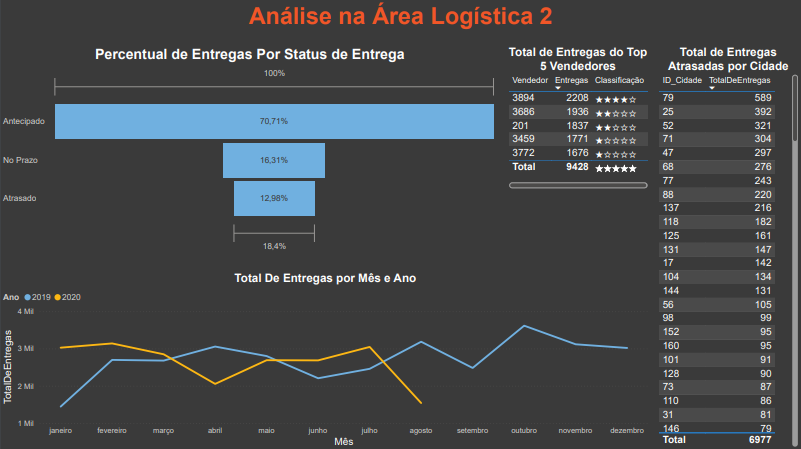 Análise na Área Logística 2
Percentual de Entregas Por Status de Entrega
100%
Antecipado 70,71%
No Prazo 16,31%
Atrasado 12,98%
18,4%
Total de Entregas do Top
5 Vendedores
Vendedor Entregas Classificação
3894 2208 ★★★★☆
3686 1936 ★★☆☆☆
201 1837 ★★☆☆☆
3459 1771 ★☆☆☆☆
3772 1676 ★☆☆☆☆
Total 9428 ★★★★★
Total de Entregas
Atrasadas por Cidade
ID_Cidade TotalDeEntregas
79 589
25 392
52 321
71 304
47 297
68 276
77 243
88 220
137 216
118 182
125 161
131 147
17 142
104 134
144 131
56 105
98 99
152 95
160 95
101 91
128 90
73 87
110 86
31 81
146 79
Total 6977
Total De Entregas por Mês e Ano
Ano 2019 2020
TotalDeEntregas
4 Mil
3 Mil
2 Mil
1 Mil
janeiro fevereiro março abril maio junho julho agosto setembro outubro novembro dezembro
Mês